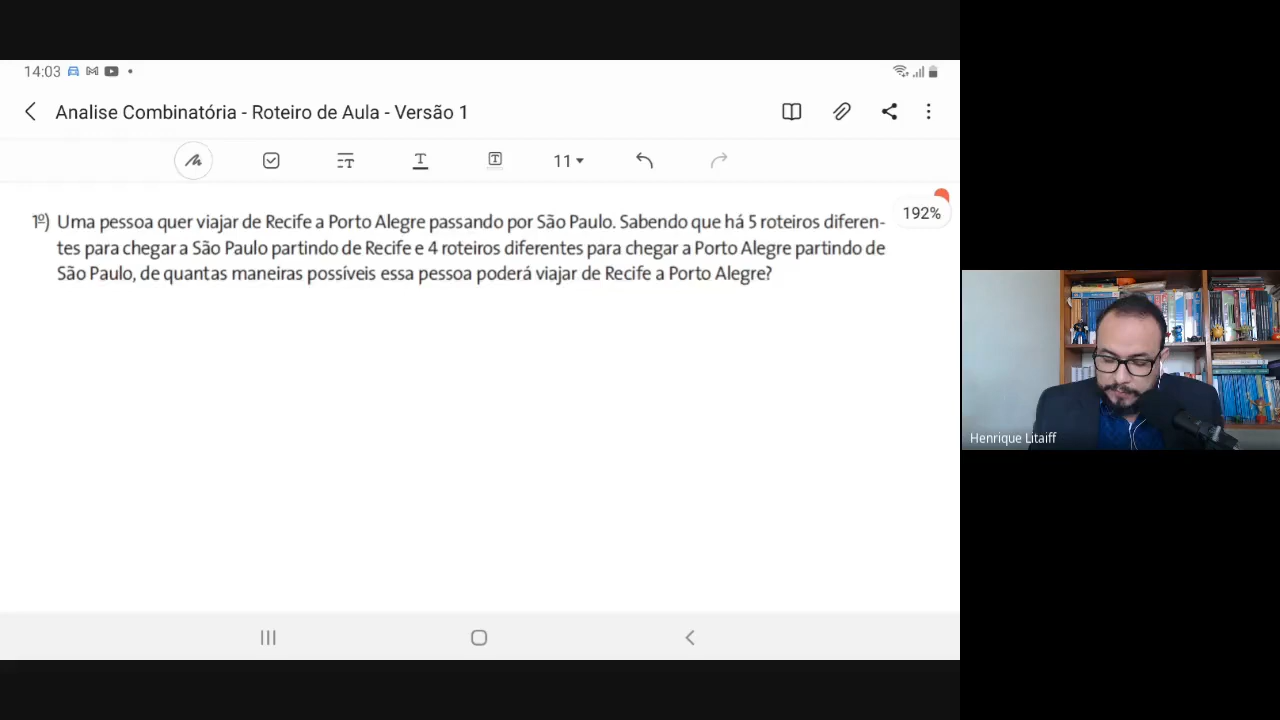 14:03
Analise Combinatória - Roteiro de Aula - Versão 1
11
192%
1º) Uma pessoa quer viajar de Recife a Porto Alegre passando por São Paulo. Sabendo que há 5 roteiros diferen-
tes para chegar a São Paulo partindo de Recife e 4 roteiros diferentes para chegar a Porto Alegre partindo de
São Paulo, de quantas maneiras possíveis essa pessoa poderá viajar de Recife a Porto Alegre?
Henrique Litaiff